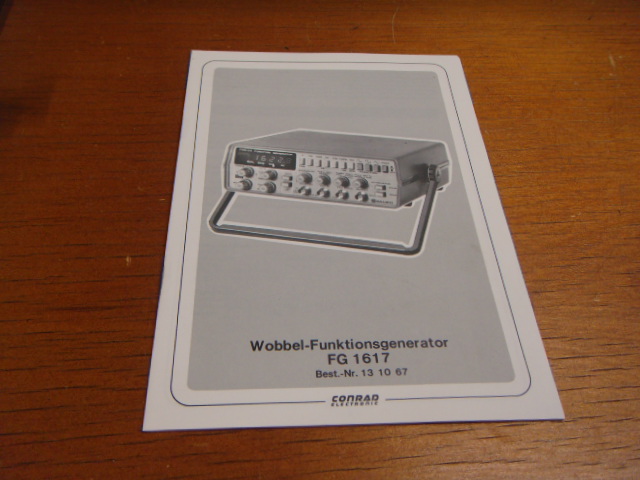 Wobbel-Funktionsgenerator
FG 1617
Best.-Nr. 13 10 67
CONRAD
ELECTRONIC